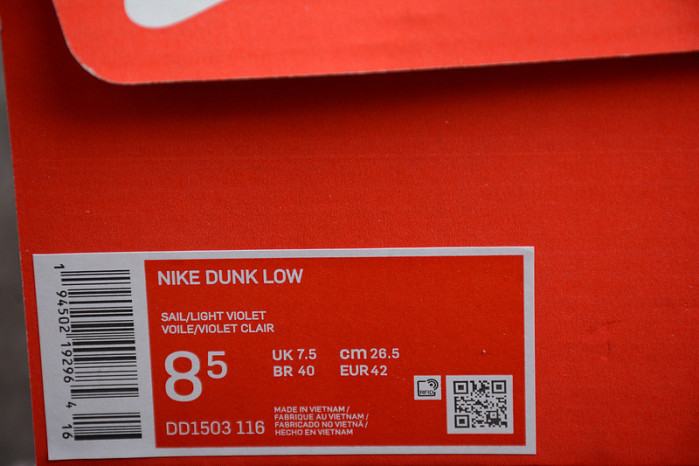 NIKE DUNK LOW
SAIL/LIGHT VIOLET
VOILE/VIOLET CLAIR
85
UK 7.5 cm 26.5
BR 40 EUR 42
DD1503 116
MADE IN VIETNAM /
FABRIQUE AU VIETNAM /
FABRICADO NO VIETNÃ /
HECHO EN VIETNAM
1 94502 19296 4 16